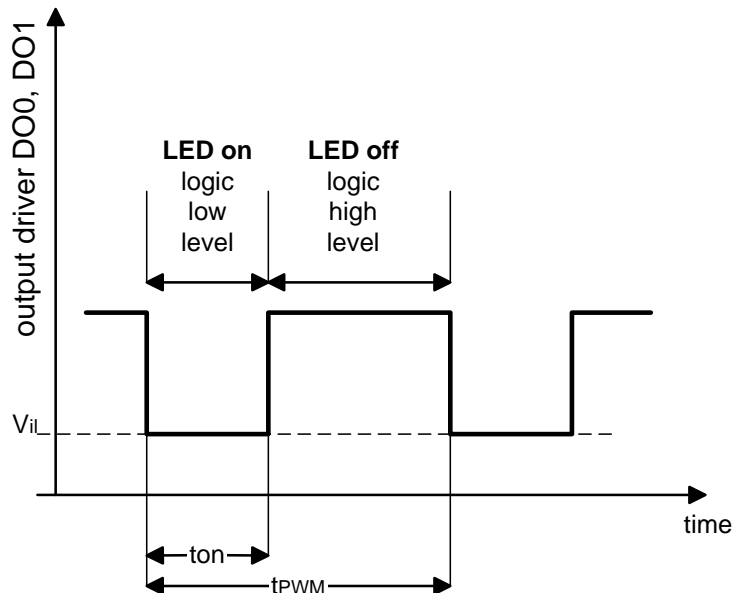 output driver DO0, DO1
LED on
logic
low
level
LED off
logic
high
level
Vil
time
ton
tPWM